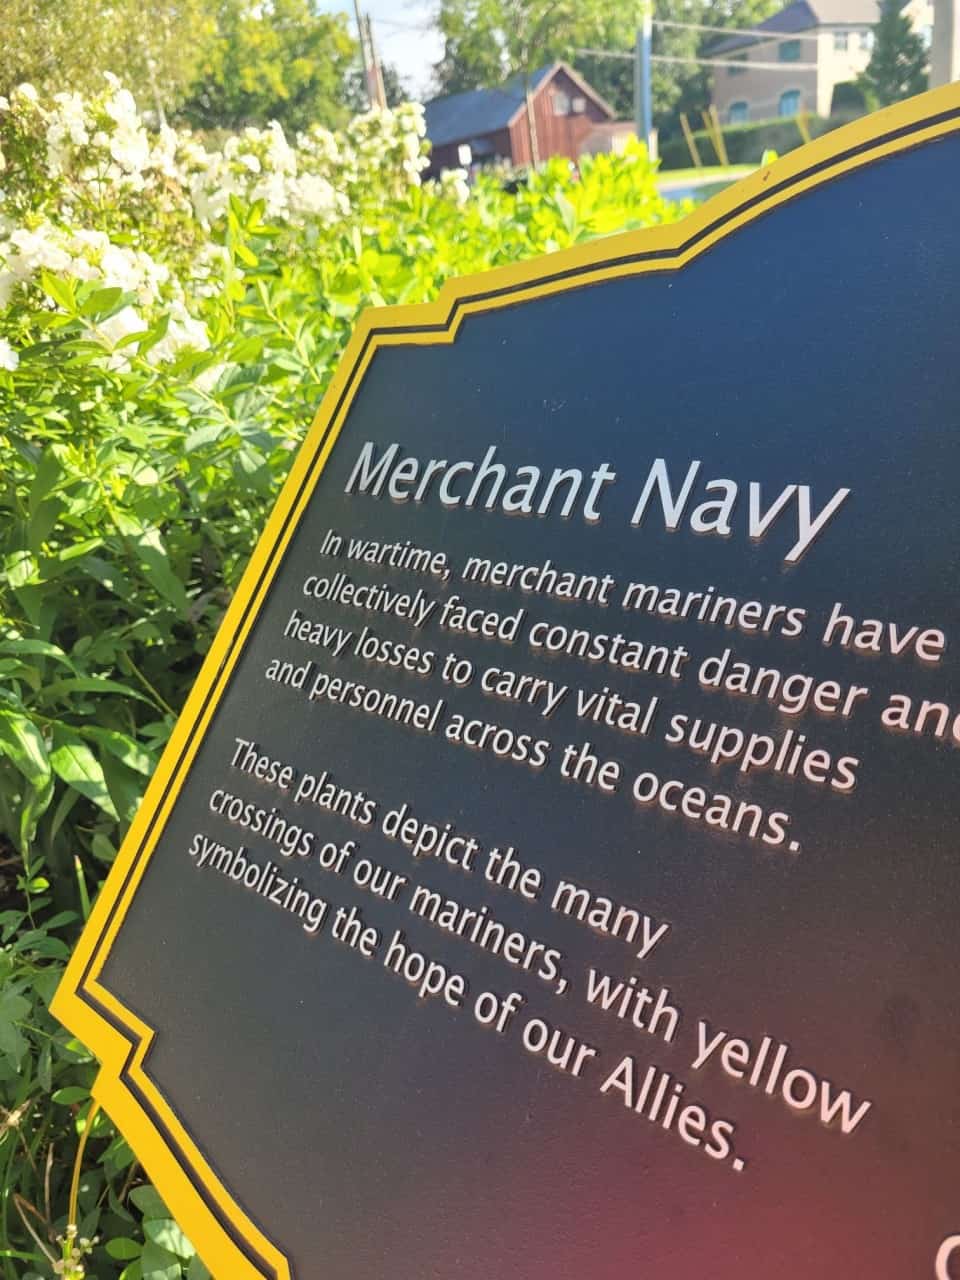 Merchant Navy
In wartime, merchant mariners have
collectively faced constant danger and
heavy losses to carry vital supplies
and personnel across the oceans.
These plants depict the many
crossings of our mariners, with yellow
symbolizing the hope of our Allies.